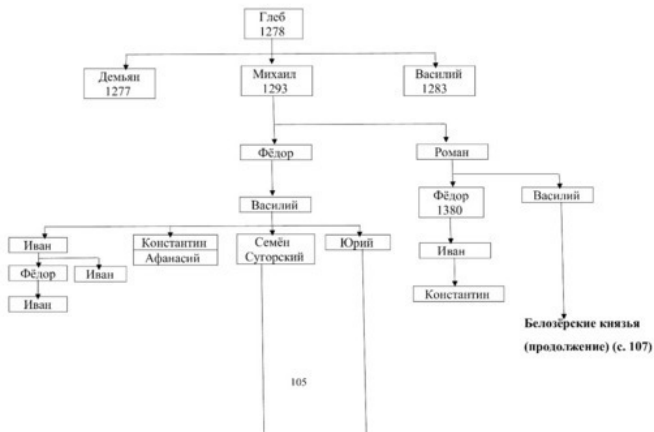 Глеб
1278
Демьян
1277
Михаил
1293
Василий
1283
Фёдор
Роман
Василий
Фёдор
1380
Василий
Иван
Константин
Афанасий
Семён
Сугорский
Юрий
Иван
Фёдор
Иван
Константин
Иван
Белозёрские князья
(продолжение) (с. 107)
105